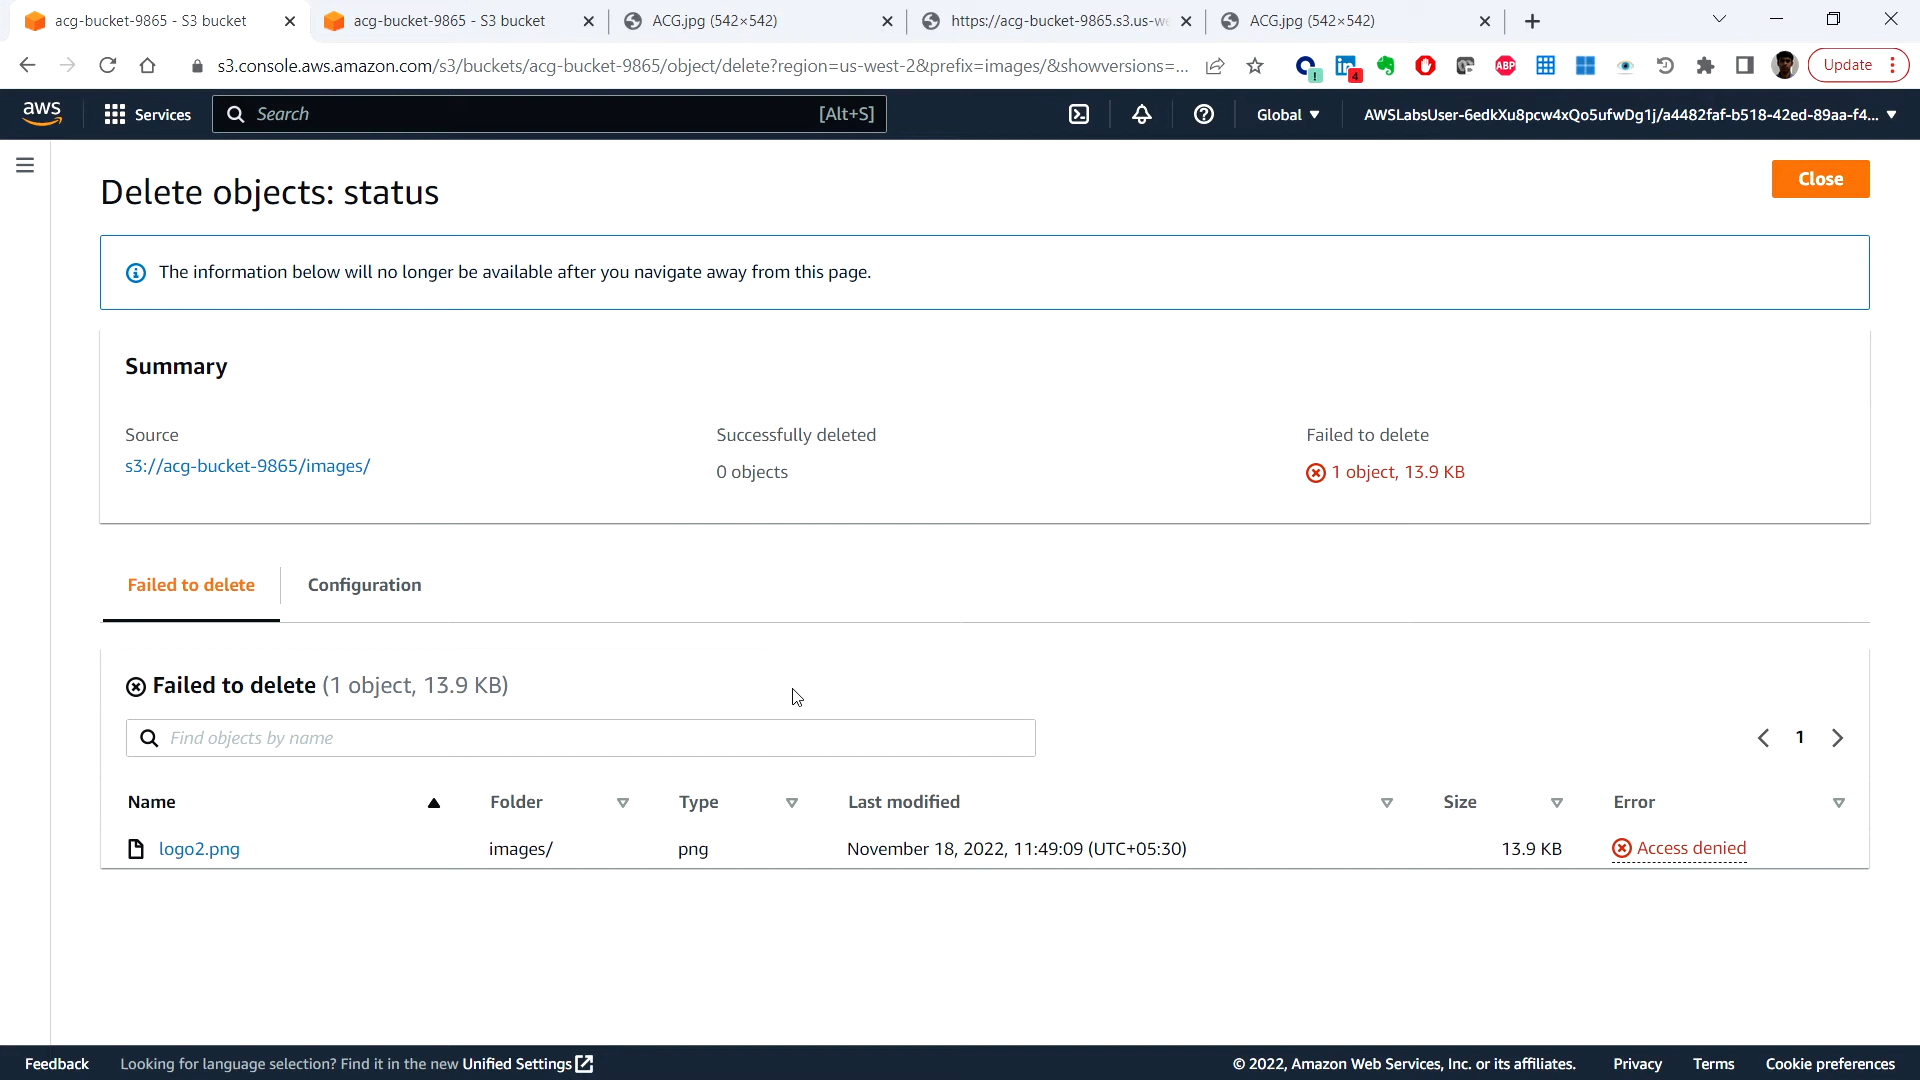 acg-bucket-9865 - S3 bucket
acg-bucket-9865 - S3 bucket
ACG.jpg (542×542)
https://acg-bucket-9865.s3.us-we
ACG.jpg (542×542)
s3.console.aws.amazon.com/s3/buckets/acg-bucket-9865/object/delete?region=us-west-2&prefix=images/&showversions=...
4
ABP
Update
aws
Services
Search
[Alt+S]
Global
AWSLabsUser-6edkXu8pcw4xQo5ufwDg1j/a4482faf-b518-42ed-89aa-f4...
Delete objects: status
Close
The information below will no longer be available after you navigate away from this page.
Summary
Source
Successfully deleted
Failed to delete
s3://acg-bucket-9865/images/
0 objects
1 object, 13.9 KB
Failed to delete
Configuration
Failed to delete (1 object, 13.9 KB)
Find objects by name
1
Name
Folder
Type
Last modified
Size
Error
logo2.png
images/
png
November 18, 2022, 11:49:09 (UTC+05:30)
13.9 KB
Access denied
Feedback
Looking for language selection? Find it in the new Unified Settings
© 2022, Amazon Web Services, Inc. or its affiliates.
Privacy
Terms
Cookie preferences